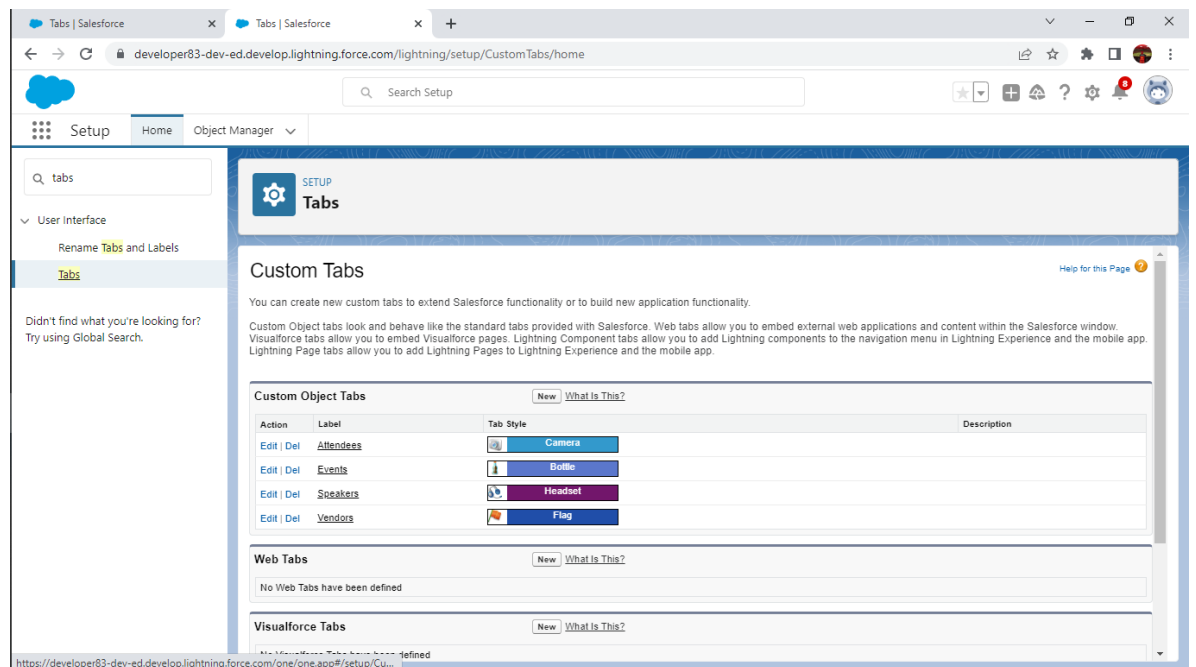 Tabs | Salesforce
Tabs | Salesforce
developer83-dev-ed.develop.lightning.force.com/lightning/setup/CustomTabs/home
Search Setup
8
Setup
Home
Object Manager
tabs
User Interface
Rename Tabs and Labels
Tabs
Didn't find what you're looking for?
Try using Global Search.
SETUP
Tabs
Custom Tabs
Help for this Page ?
You can create new custom tabs to extend Salesforce functionality or to build new application functionality.
Custom Object tabs look and behave like the standard tabs provided with Salesforce. Web tabs allow you to embed external web applications and content within the Salesforce window.
Visualforce tabs allow you to embed Visualforce pages. Lightning Component tabs allow you to add Lightning components to the navigation menu in Lightning Experience and the mobile app.
Lightning Page tabs allow you to add Lightning Pages to Lightning Experience and the mobile app.
Custom Object Tabs New What Is This?
Action Label Tab Style Description
Edit | Del Attendees Camera
Edit | Del Events Bottle
Edit | Del Speakers Headset
Edit | Del Vendors Flag
Web Tabs New What Is This?
No Web Tabs have been defined
Visualforce Tabs New What Is This?
No Visualforce Tabs have been defined
https://developer83-dev-ed.develop.lightning.force.com/one/one.app#/setup/Cu...